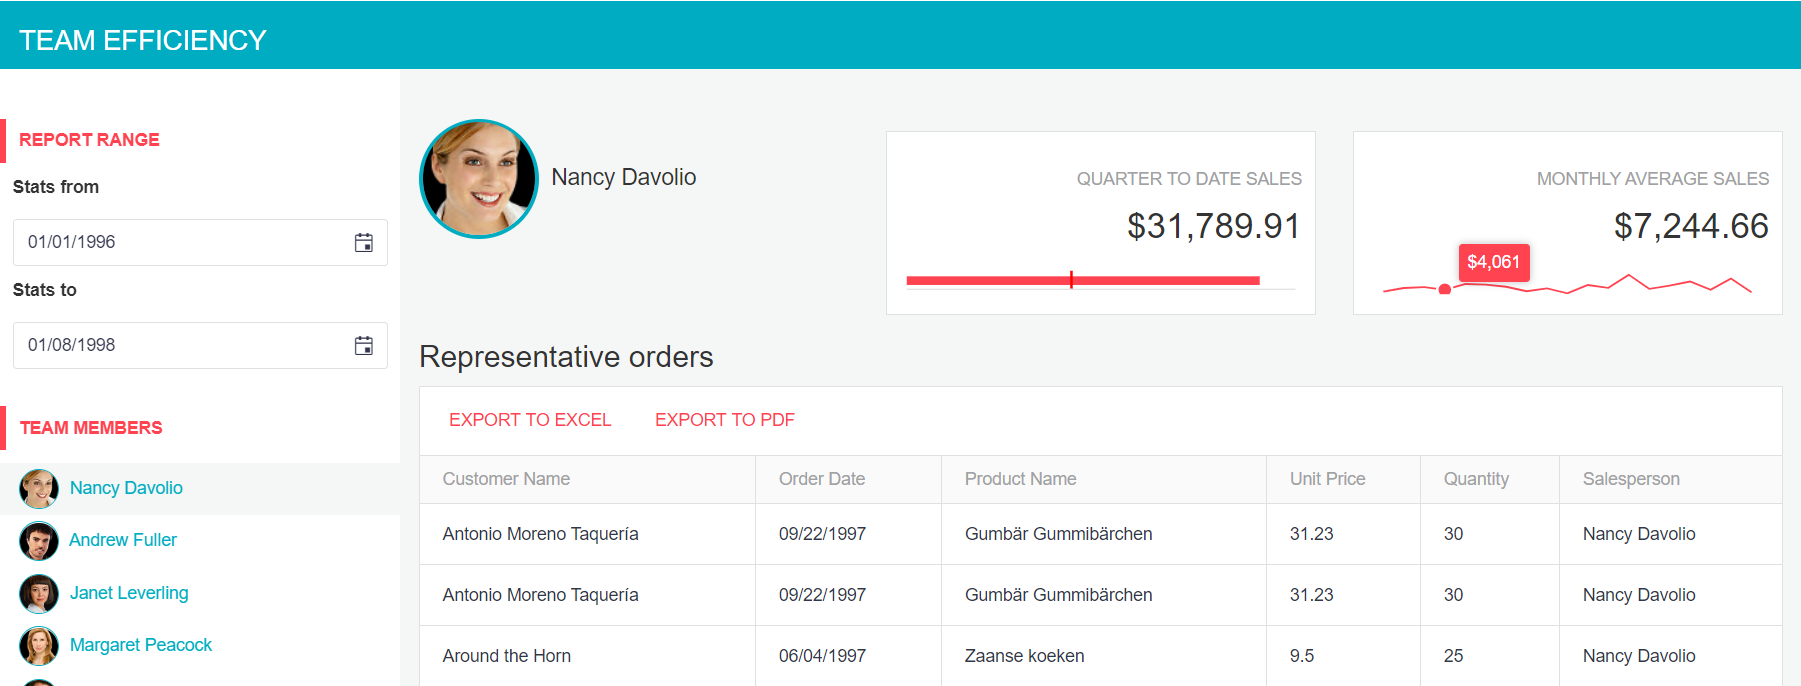 TEAM EFFICIENCY
REPORT RANGE
Stats from
01/01/1996
Stats to
01/08/1998
TEAM MEMBERS
Nancy Davolio
Andrew Fuller
Janet Leverling
Margaret Peacock
Nancy Davolio
QUARTER TO DATE SALES
$31,789.91
MONTHLY AVERAGE SALES
$7,244.66
$4,061
Representative orders
EXPORT TO EXCEL EXPORT TO PDF
Customer Name Order Date Product Name Unit Price Quantity Salesperson
Antonio Moreno Taquería 09/22/1997 Gumbär Gummibärchen 31.23 30 Nancy Davolio
Antonio Moreno Taquería 09/22/1997 Gumbär Gummibärchen 31.23 30 Nancy Davolio
Around the Horn 06/04/1997 Zaanse koeken 9.5 25 Nancy Davolio